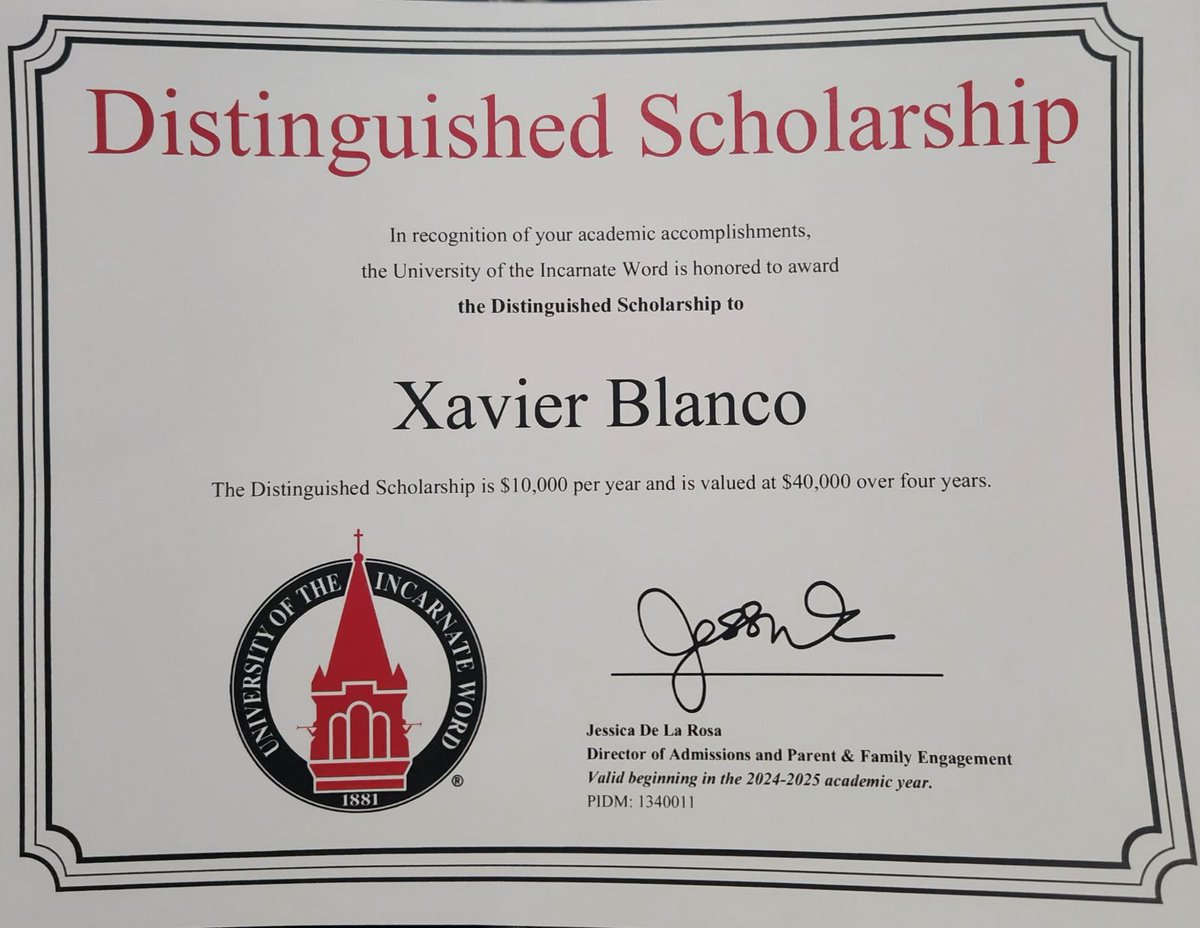 Distinguished Scholarship
In recognition of your academic accomplishments,
the University of the Incarnate Word is honored to award
the Distinguished Scholarship to
Xavier Blanco
The Distinguished Scholarship is $10,000 per year and is valued at $40,000 over four years.
UNIVERSITY OF THE INCARNATE WORD
1881
®
Jessica De La Rosa
Director of Admissions and Parent & Family Engagement
Valid beginning in the 2024-2025 academic year.
PIDM: 1340011